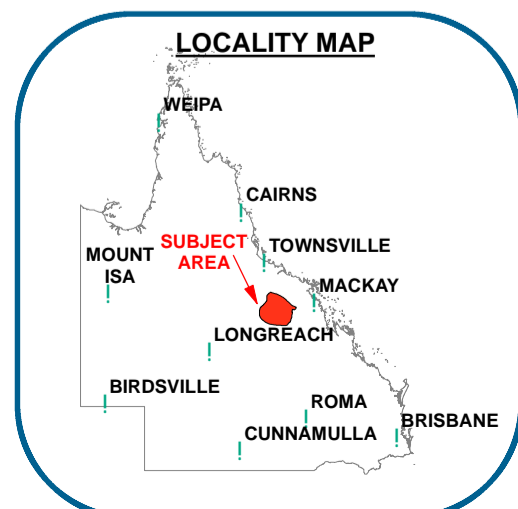 LOCALITY MAP
WEIPA
CAIRNS
SUBJECT
AREA
TOWNSVILLE
MOUNT
ISA
MACKAY
LONGREACH
BIRDSVILLE
ROMA
BRISBANE
CUNNAMULLA